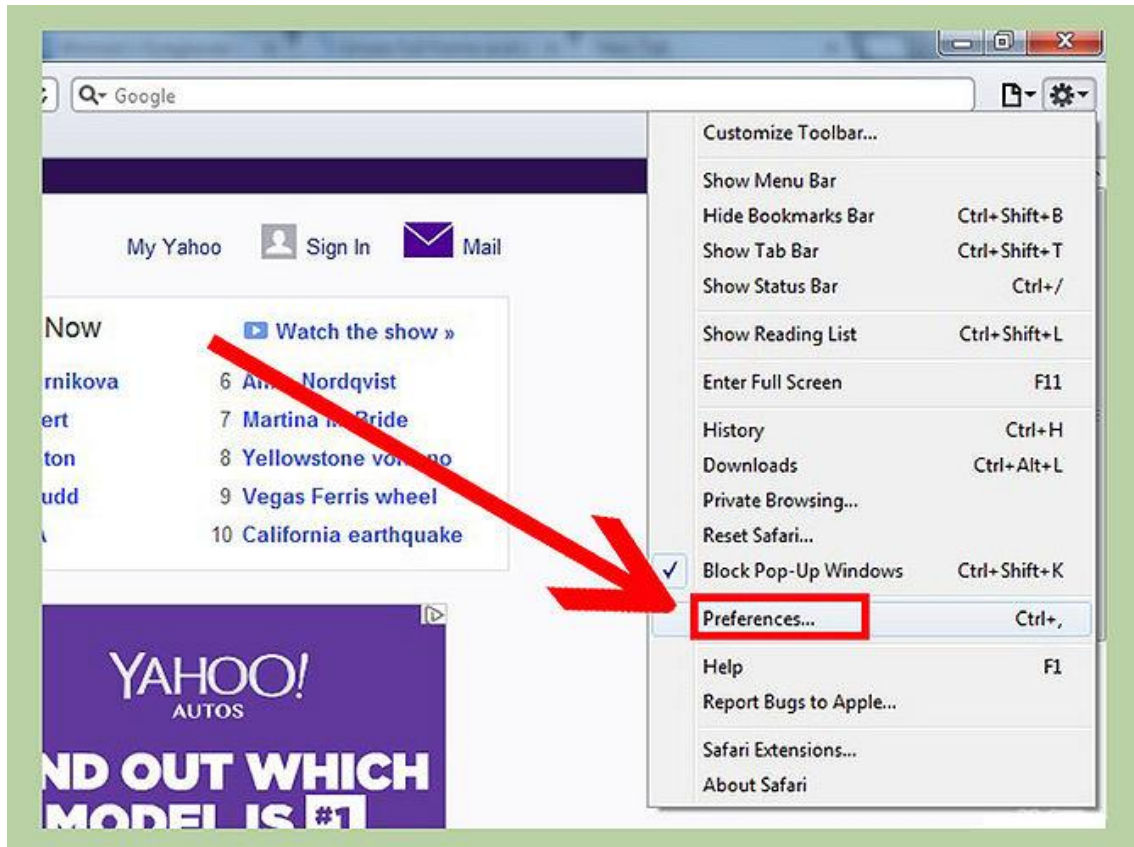 Google
Customize Toolbar...
Show Menu Bar
Hide Bookmarks Bar Ctrl+Shift+B
Show Tab Bar Ctrl+Shift+T
Show Status Bar Ctrl+/
Show Reading List Ctrl+Shift+L
Enter Full Screen F11
History Ctrl+H
Downloads Ctrl+Alt+L
Private Browsing...
Reset Safari...
Block Pop-Up Windows Ctrl+Shift+K
Preferences... Ctrl+,
Help F1
Report Bugs to Apple...
Safari Extensions...
About Safari
My Yahoo Sign In Mail
Now Watch the show »
rnikova 6 Nordqvist
ert 7 Martina Bride
ton 8 Yellowstone
udd 9 Vegas Ferris wheel
10 California earthquake
YAHOO!
AUTOS
ND OUT WHICH
MODEL IS #1